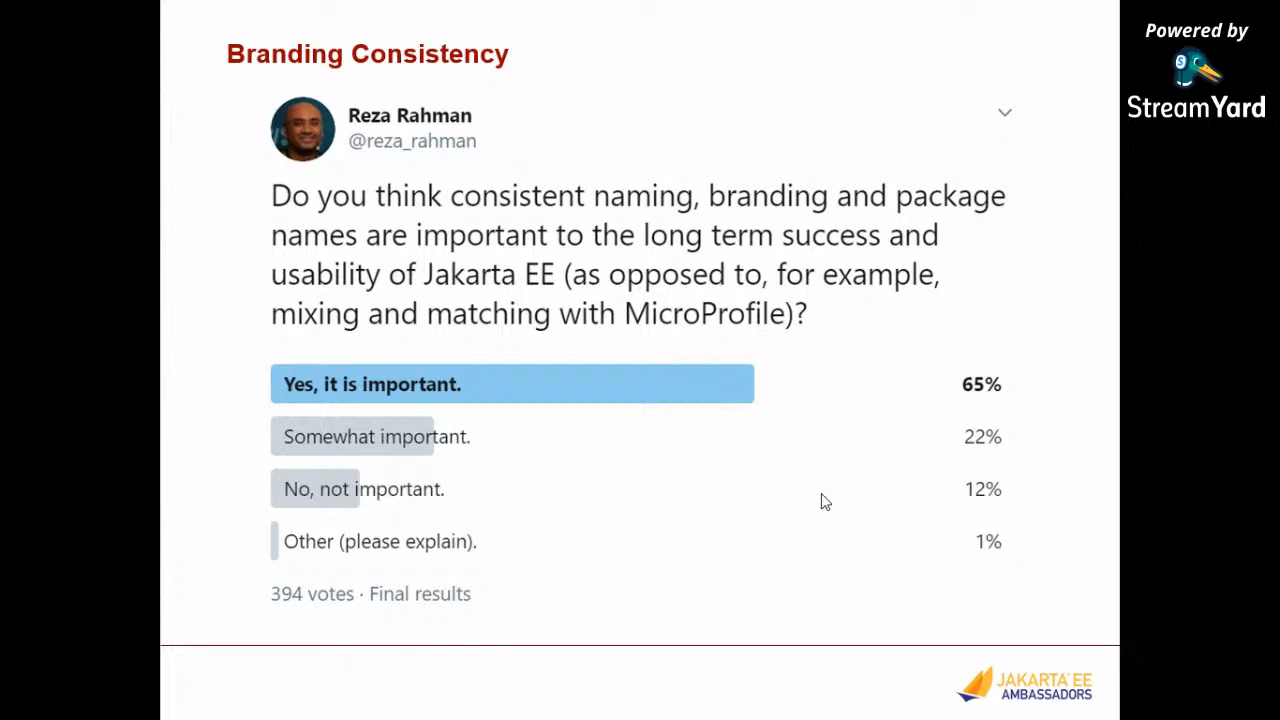 Branding Consistency
Powered by
StreamYard
Reza Rahman
@reza_rahman
Do you think consistent naming, branding and package
names are important to the long term success and
usability of Jakarta EE (as opposed to, for example,
mixing and matching with MicroProfile)?
Yes, it is important. 65%
Somewhat important. 22%
No, not important. 12%
Other (please explain). 1%
394 votes · Final results
JAKARTA EE
AMBASSADORS